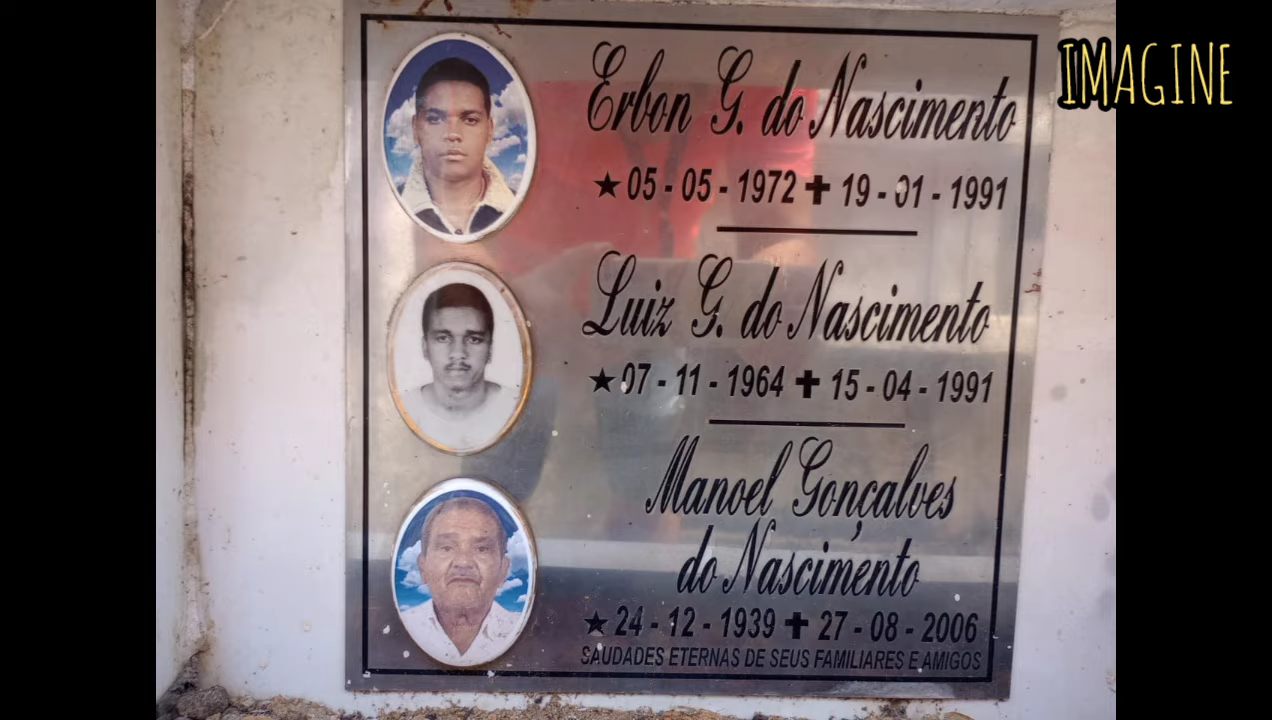 IMAGINE
Erbon G. do Nascimento
★ 05 - 05 - 1972 ✝ 19 - 01 - 1991
Luiz G. do Nascimento
★ 07 - 11 - 1964 ✝ 15 - 04 - 1991
Manoel Gonçalves
do Nascimento
★ 24 - 12 - 1939 ✝ 27 - 08 - 2006
SAUDADES ETERNAS DE SEUS FAMILIARES E AMIGOS